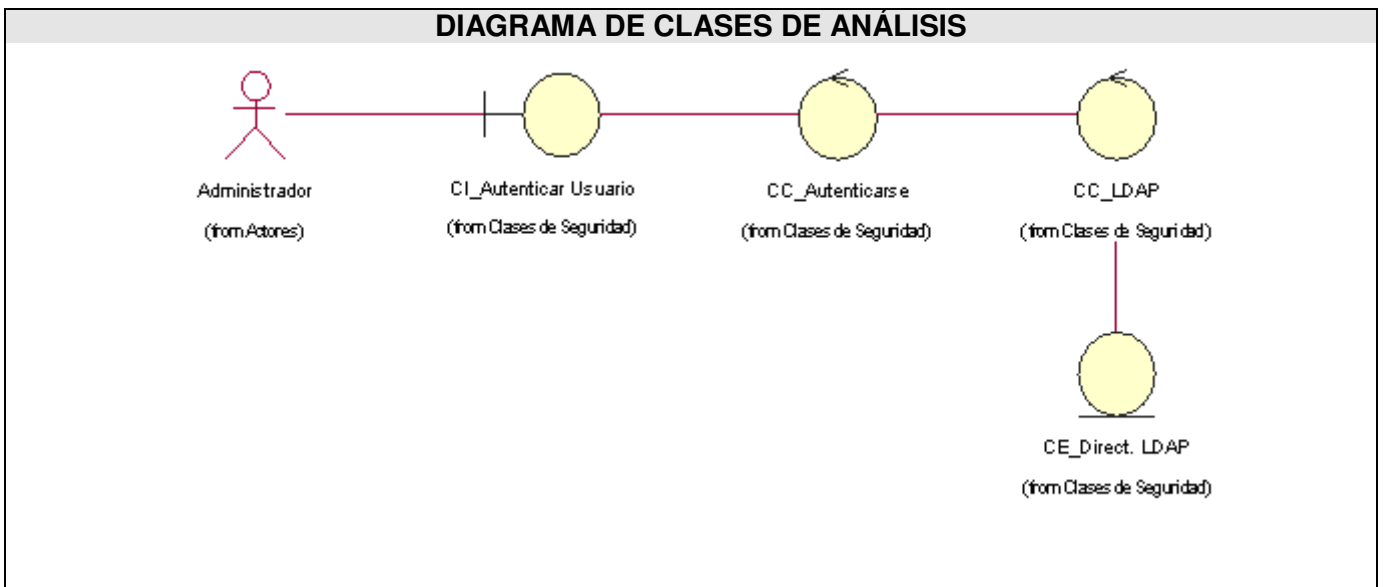 DIAGRAMA DE CLASES DE ANÁLISIS
Administrador
(from Actores)
CI_Autenticar Usuario
(from Clases de Seguridad)
CC_Autenticarse
(from Clases de Seguridad)
CC_LDAP
(from Clases de Seguridad)
CE_Direct. LDAP
(from Clases de Seguridad)